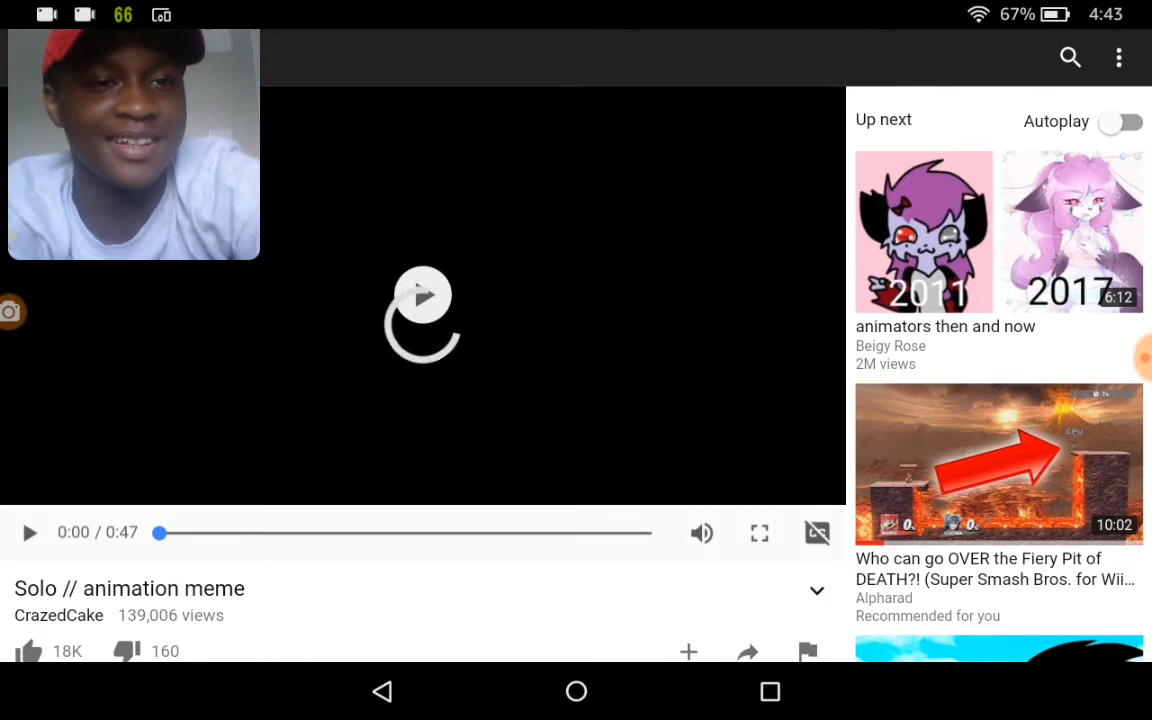 66
67%
4:43
Up next
Autoplay
2011
2017
6:12
animators then and now
Beigy Rose
2M views
CPU
10:02
Who can go OVER the Fiery Pit of
DEATH?! (Super Smash Bros. for Wii...
Alpharad
Recommended for you
0:00 / 0:47
CC
Solo // animation meme
CrazedCake 139,006 views
18K 160